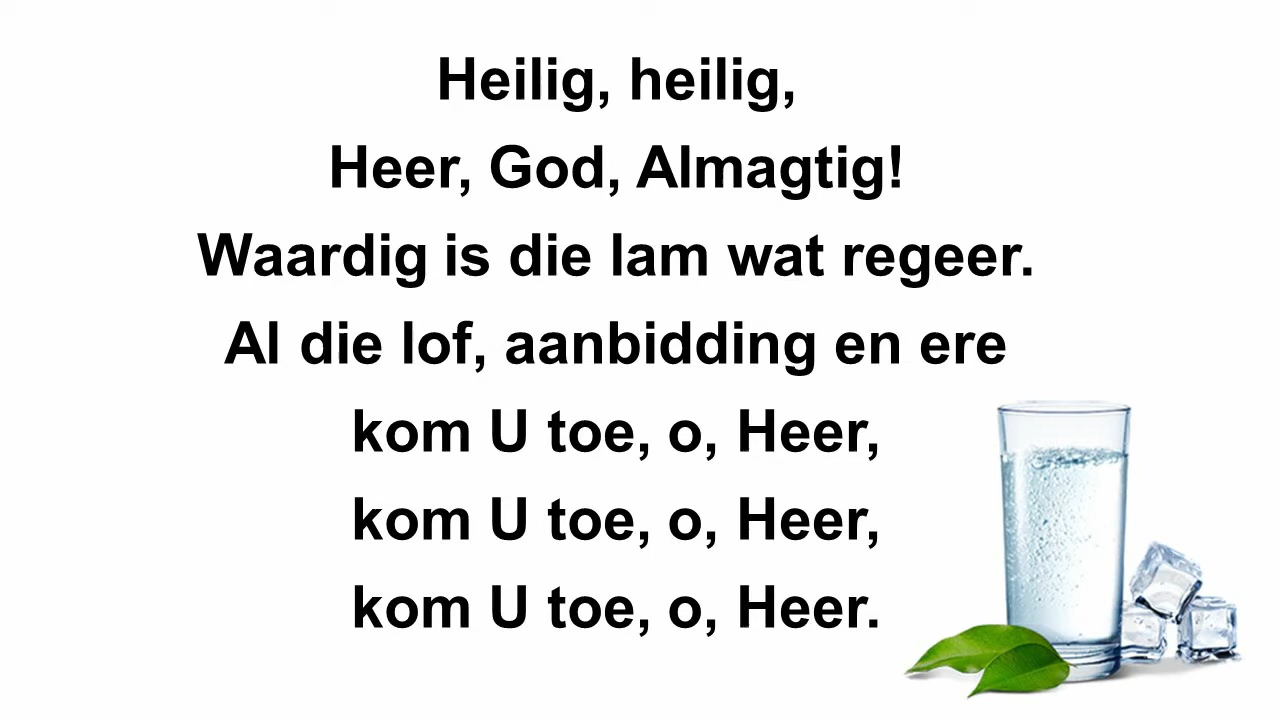 Heilig, heilig,
Heer, God, Almagtig!
Waardig is die lam wat regeer.
Al die lof, aanbidding en ere
kom U toe, o, Heer,
kom U toe, o, Heer,
kom U toe, o, Heer.